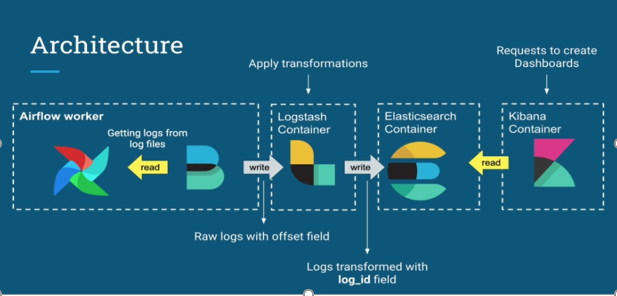 Architecture
Requests to create
Dashboards
Apply transformations
Airflow worker
Getting logs from
log files
read
write
Logstash
Container
write
Elasticsearch
Container
read
Kibana
Container
Raw logs with offset field
Logs transformed with
log_id field